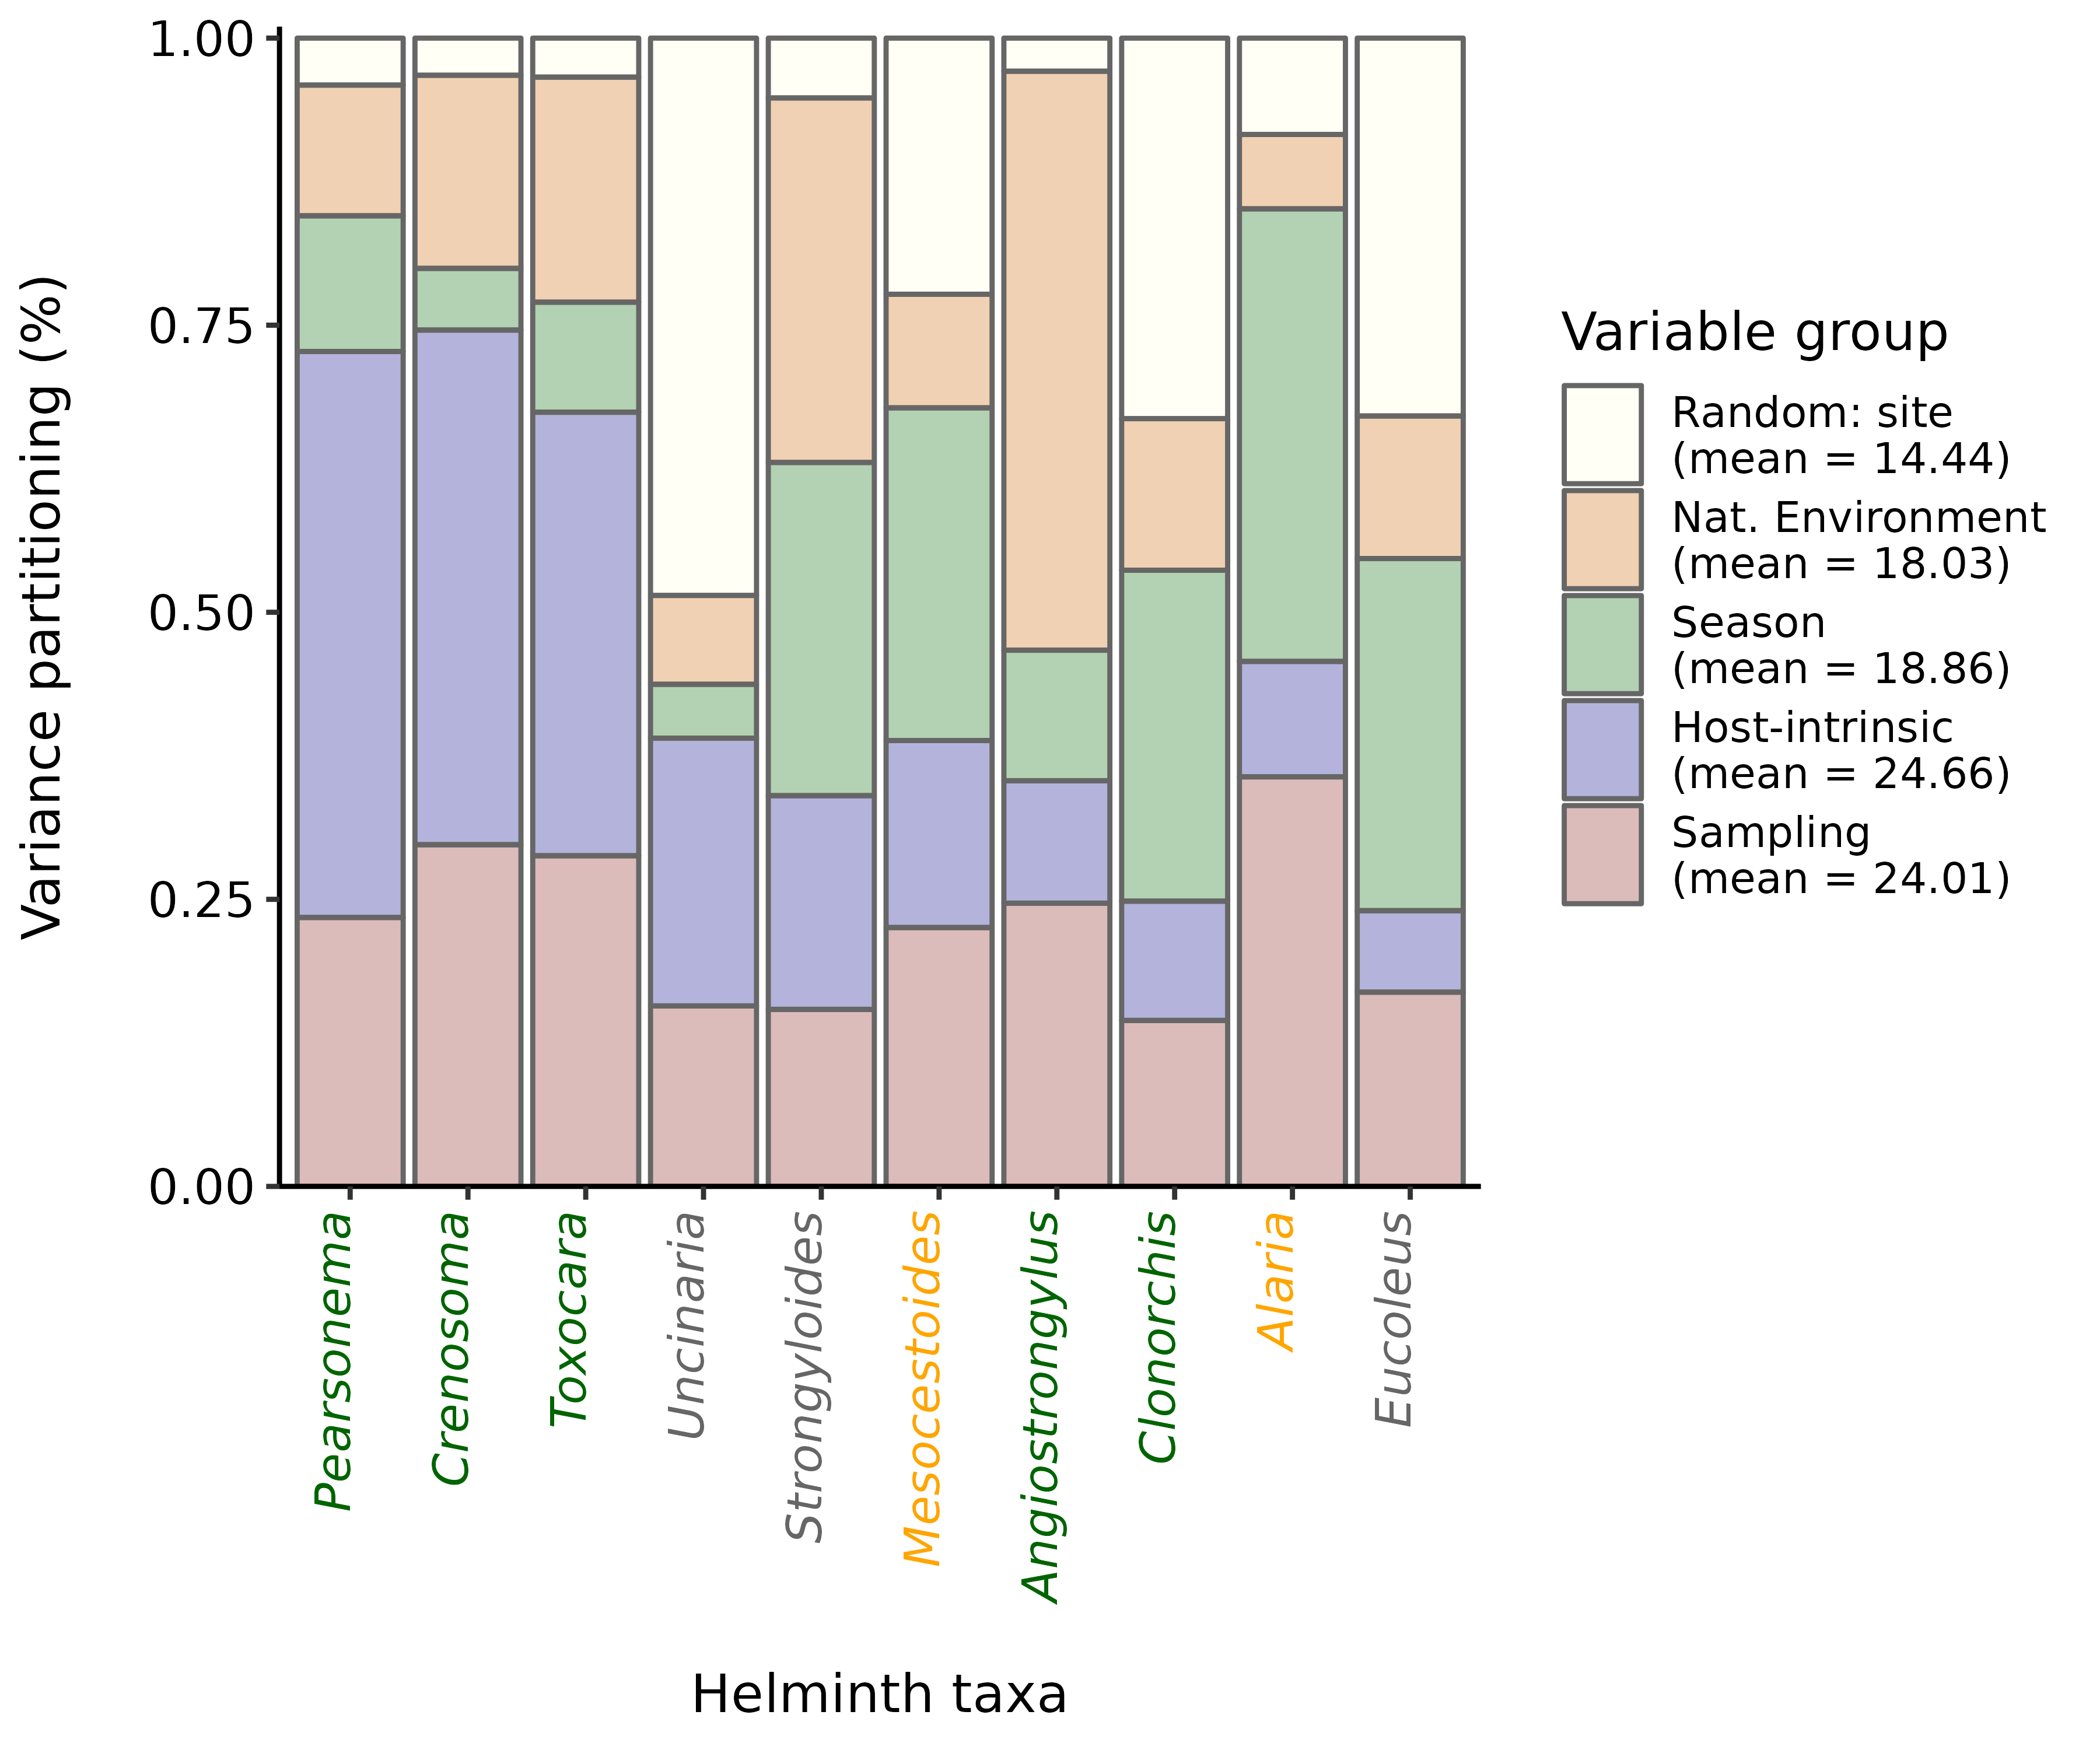 Variance partitioning (%)
1.00
0.75
0.50
0.25
0.00
Pearsonema
Crenosoma
Toxocara
Uncinaria
Strongyloides
Mesocestoides
Angiostrongylus
Clonorchis
Alaria
Eucoleus
Helminth taxa
Variable group
Random: site
(mean = 14.44)
Nat. Environment
(mean = 18.03)
Season
(mean = 18.86)
Host-intrinsic
(mean = 24.66)
Sampling
(mean = 24.01)